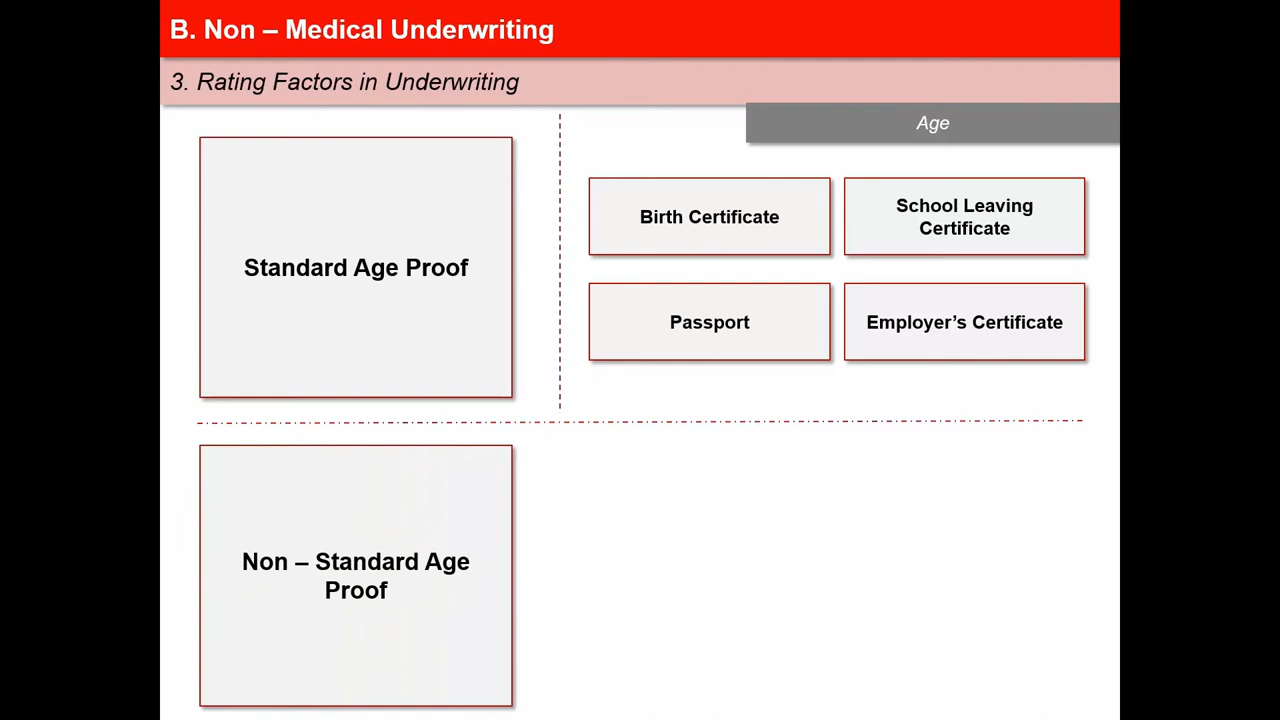 B. Non – Medical Underwriting
3. Rating Factors in Underwriting
Age
Standard Age Proof
Birth Certificate
School Leaving
Certificate
Passport
Employer’s Certificate
Non – Standard Age
Proof